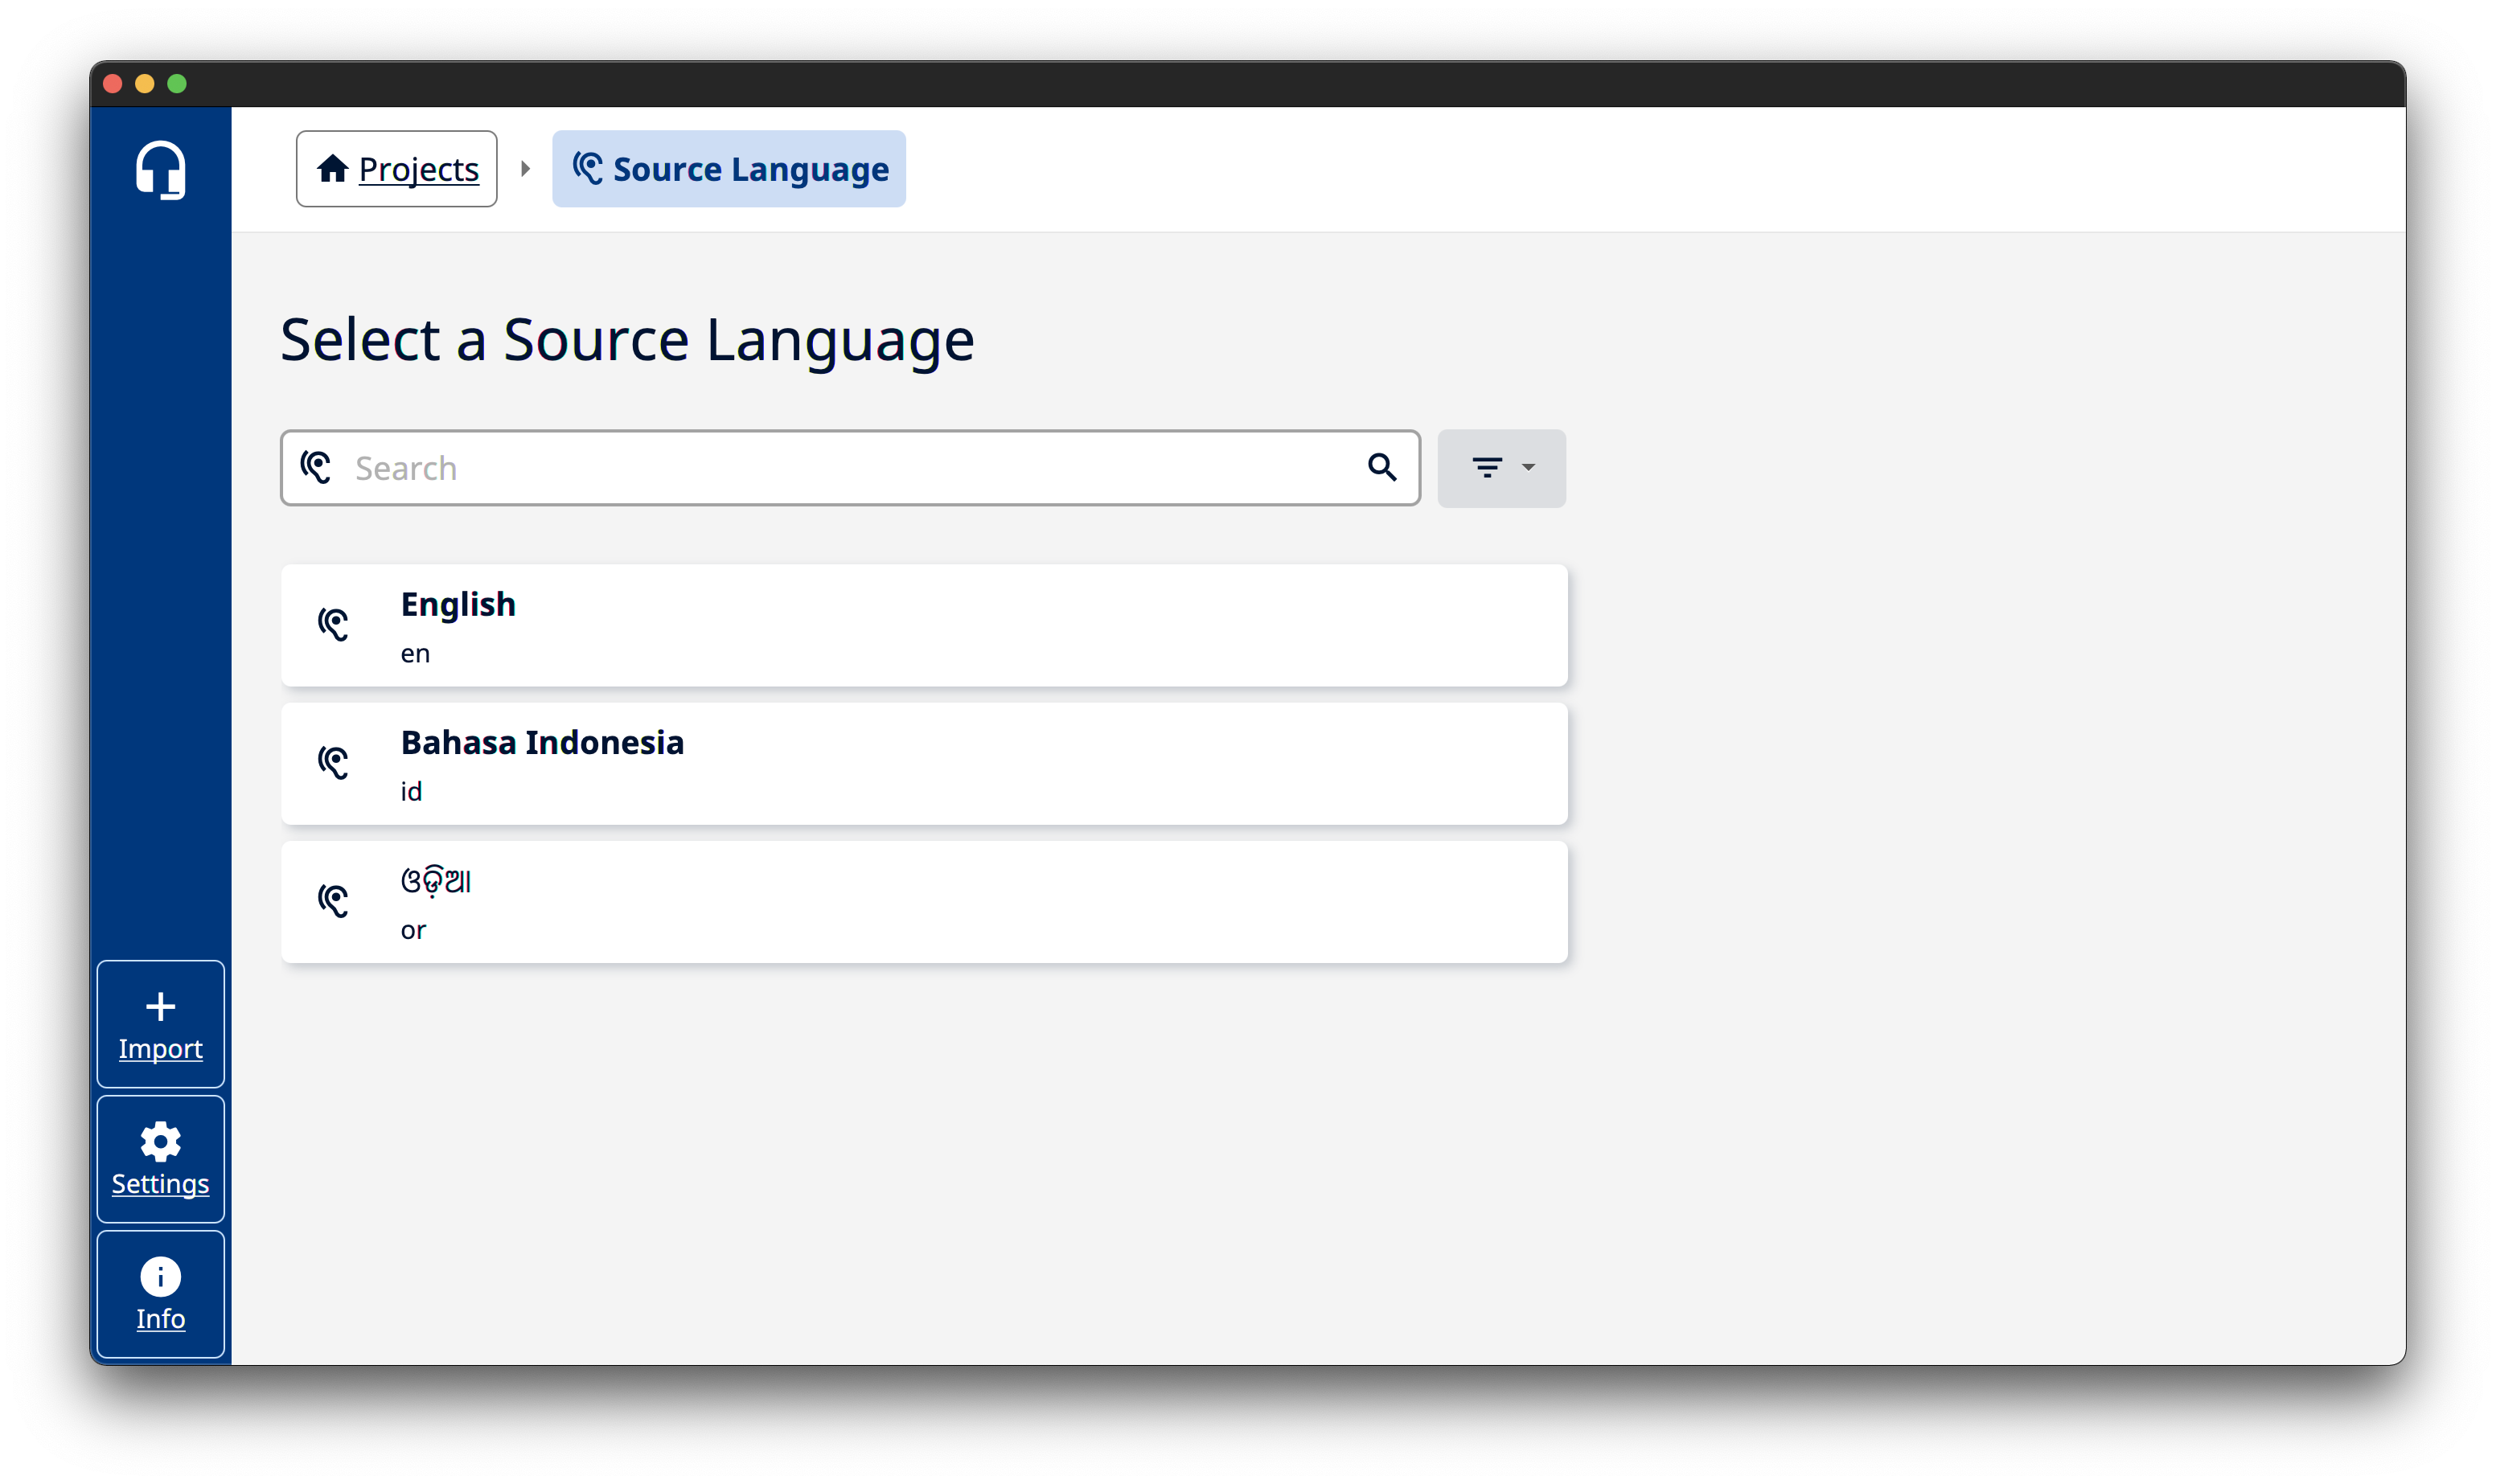 Projects
Source Language
Select a Source Language
Search
English
en
Bahasa Indonesia
id
ଓଡ଼ିଆ
or
Import
Settings
Info